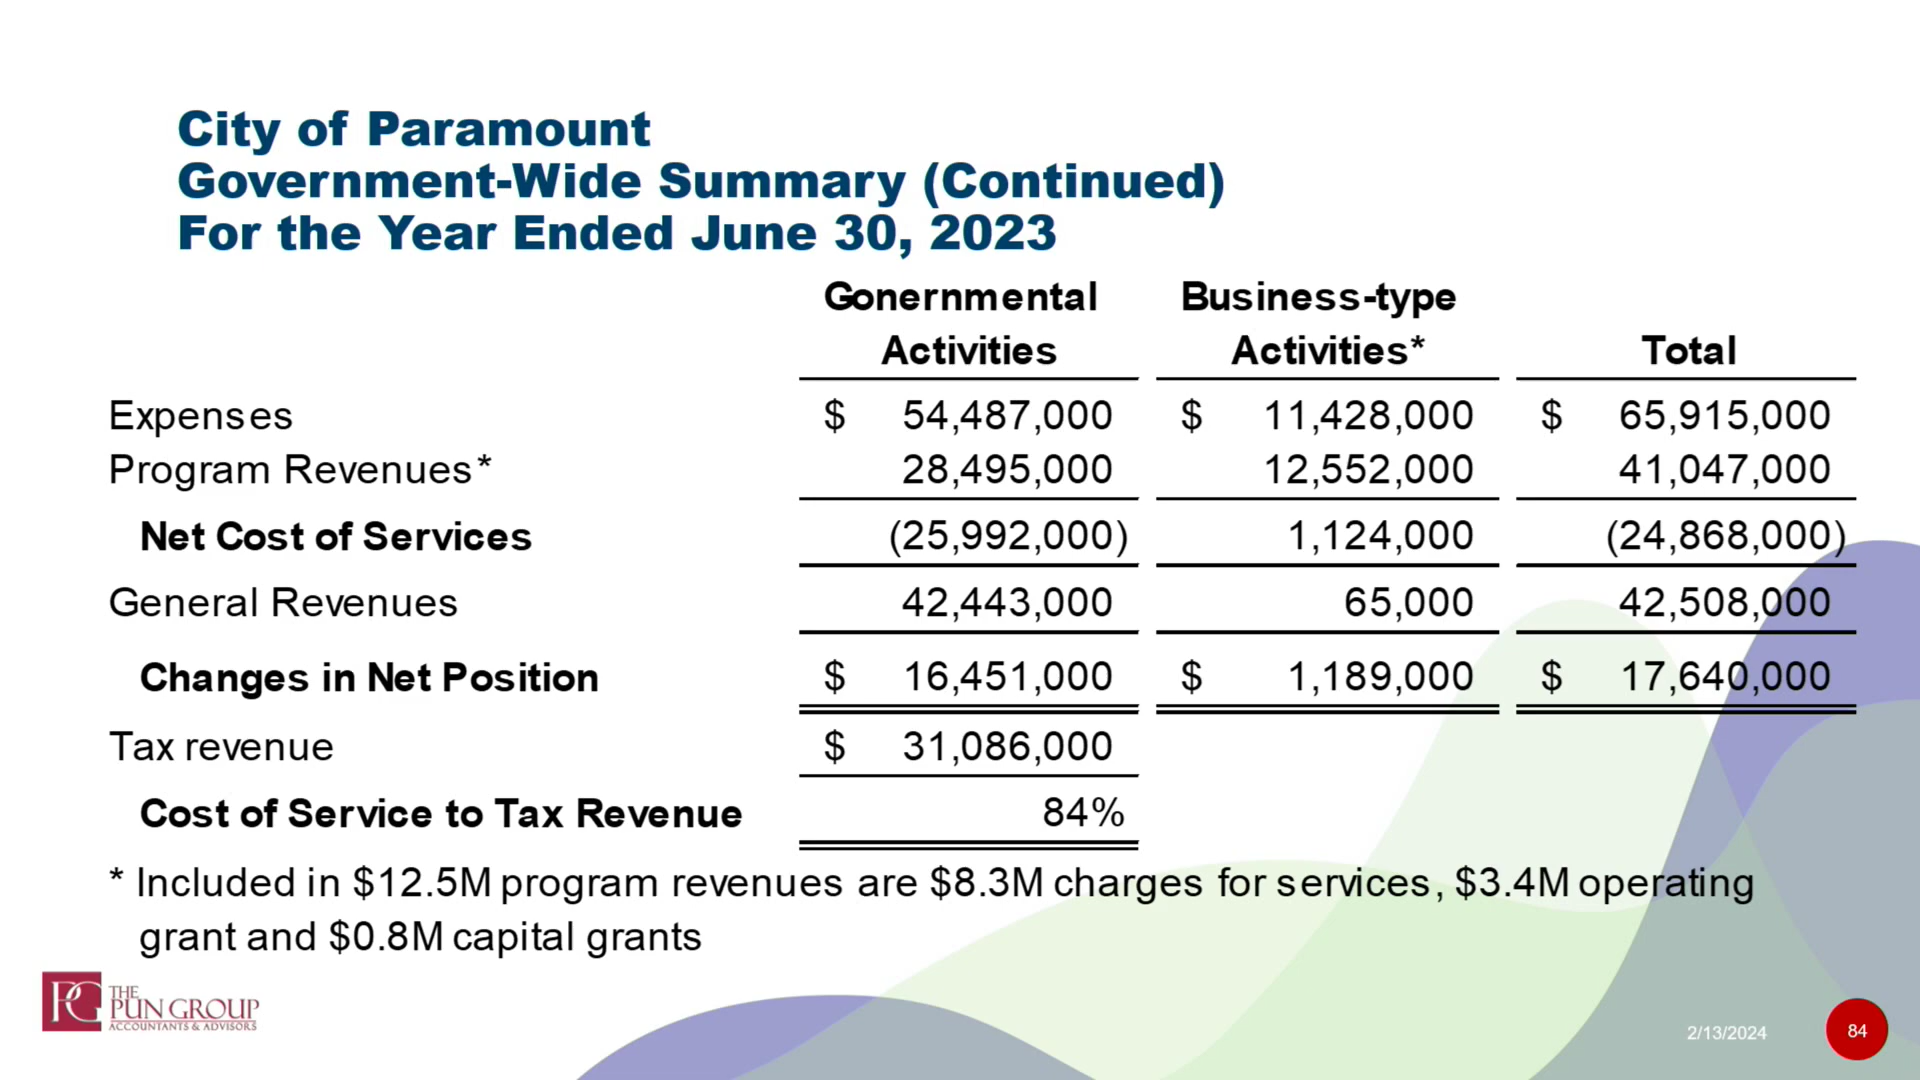 City of Paramount
Government-Wide Summary (Continued)
For the Year Ended June 30, 2023
Gonernmental Business-type
Activities Activities* Total
Expenses $ 54,487,000 $ 11,428,000 $ 65,915,000
Program Revenues* 28,495,000 12,552,000 41,047,000
Net Cost of Services (25,992,000) 1,124,000 (24,868,000)
General Revenues 42,443,000 65,000 42,508,000
Changes in Net Position $ 16,451,000 $ 1,189,000 $ 17,640,000
Tax revenue $ 31,086,000
Cost of Service to Tax Revenue 84%
* Included in $12.5M program revenues are $8.3M charges for services, $3.4M operating
grant and $0.8M capital grants
PG THE
PUN GROUP
ACCOUNTANTS & ADVISORS
2/13/2024 84